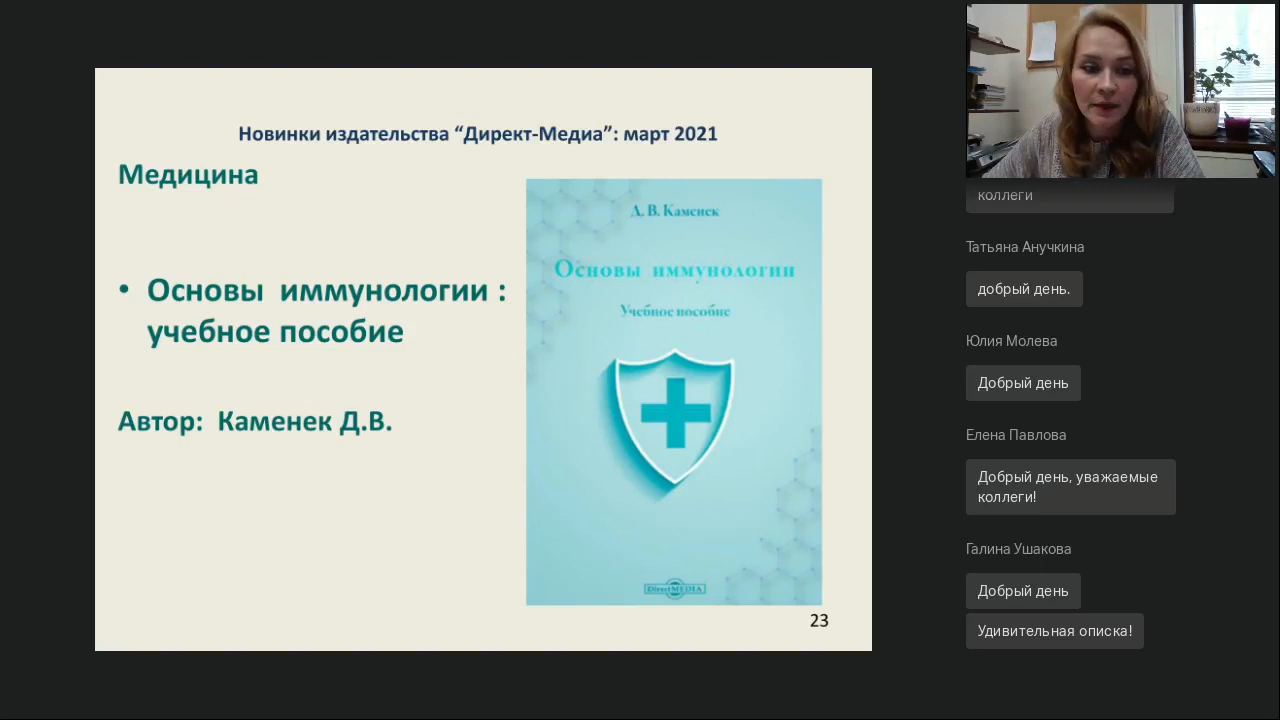 Новинки издательства “Директ-Медиа”: март 2021
Медицина
• Основы иммунологии :
учебное пособие
Автор: Каменек Д.В.
Д. В. Каменек
Основы иммунологии
Учебное пособие
DirectMEDIA
23
коллеги
Татьяна Анучкина
добрый день.
Юлия Молева
Добрый день
Елена Павлова
Добрый день, уважаемые
коллеги!
Галина Ушакова
Добрый день
Удивительная описка!